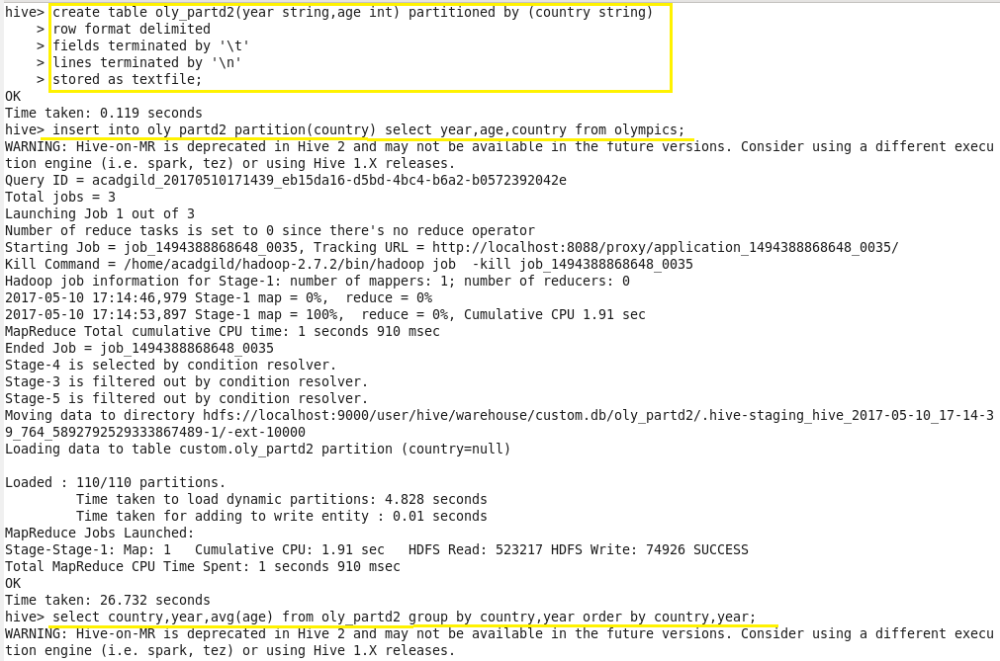 hive> create table oly_partd2(year string,age int) partitioned by (country string)
    > row format delimited
    > fields terminated by '\t'
    > lines terminated by '\n'
    > stored as textfile;
OK
Time taken: 0.119 seconds
hive> insert into oly_partd2 partition(country) select year,age,country from olympics;
WARNING: Hive-on-MR is deprecated in Hive 2 and may not be available in the future versions. Consider using a different execu
tion engine (i.e. spark, tez) or using Hive 1.X releases.
Query ID = acadgild_20170510171439_eb15da16-d5bd-4bc4-b6a2-b0572392042e
Total jobs = 3
Launching Job 1 out of 3
Number of reduce tasks is set to 0 since there's no reduce operator
Starting Job = job_1494388868648_0035, Tracking URL = http://localhost:8088/proxy/application_1494388868648_0035/
Kill Command = /home/acadgild/hadoop-2.7.2/bin/hadoop job  -kill job_1494388868648_0035
Hadoop job information for Stage-1: number of mappers: 1; number of reducers: 0
2017-05-10 17:14:46,979 Stage-1 map = 0%,  reduce = 0%
2017-05-10 17:14:53,897 Stage-1 map = 100%,  reduce = 0%, Cumulative CPU 1.91 sec
MapReduce Total cumulative CPU time: 1 seconds 910 msec
Ended Job = job_1494388868648_0035
Stage-4 is selected by condition resolver.
Stage-3 is filtered out by condition resolver.
Stage-5 is filtered out by condition resolver.
Moving data to directory hdfs://localhost:9000/user/hive/warehouse/custom.db/oly_partd2/.hive-staging_hive_2017-05-10_17-14-3
9_764_5892792529333867489-1/-ext-10000
Loading data to table custom.oly_partd2 partition (country=null)

Loaded : 110/110 partitions.
         Time taken to load dynamic partitions: 4.828 seconds
         Time taken for adding to write entity : 0.01 seconds
MapReduce Jobs Launched:
Stage-Stage-1: Map: 1   Cumulative CPU: 1.91 sec   HDFS Read: 523217 HDFS Write: 74926 SUCCESS
Total MapReduce CPU Time Spent: 1 seconds 910 msec
OK
Time taken: 26.732 seconds
hive> select country,year,avg(age) from oly_partd2 group by country,year order by country,year;
WARNING: Hive-on-MR is deprecated in Hive 2 and may not be available in the future versions. Consider using a different execu
tion engine (i.e. spark, tez) or using Hive 1.X releases.